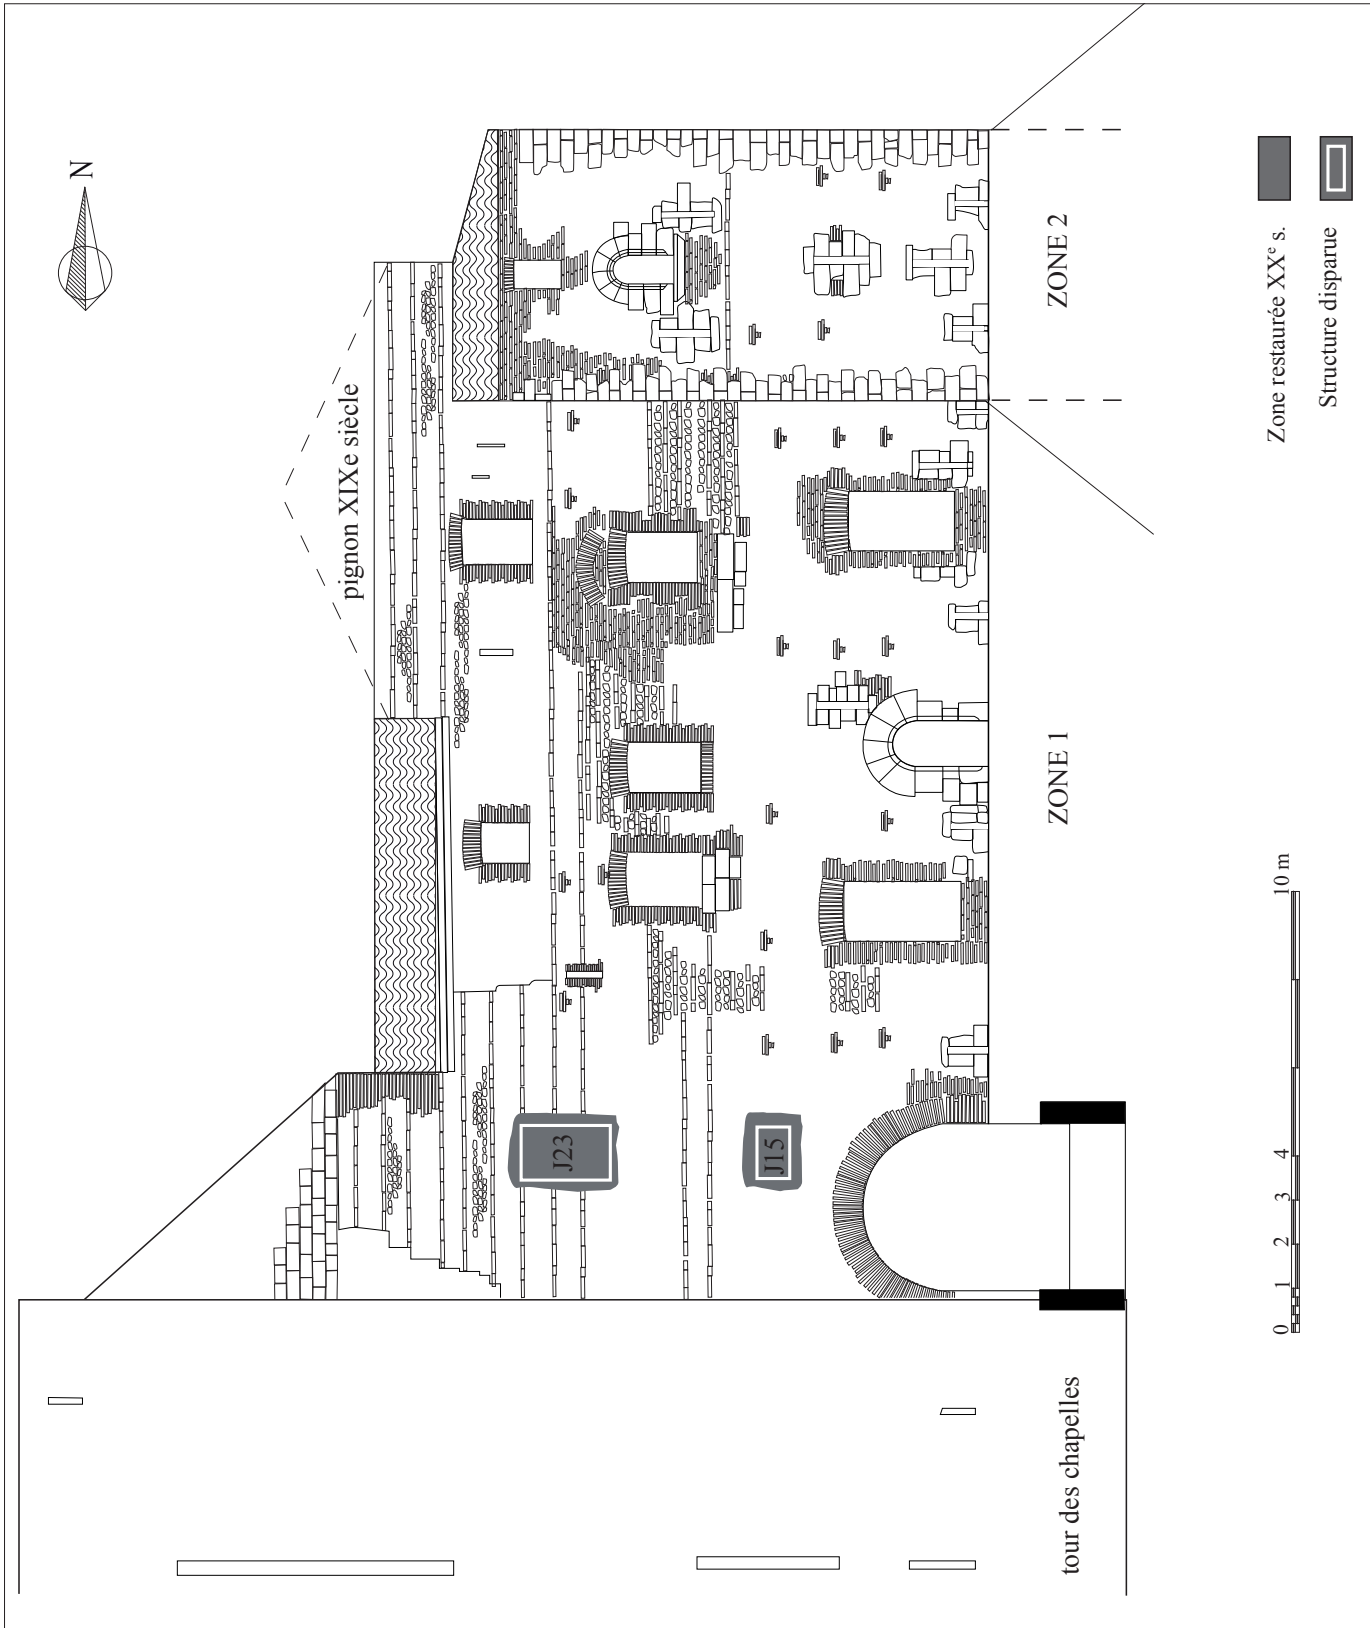 N
pignon XIXe siècle
J23
J15
ZONE 1
ZONE 2
tour des chapelles
0 1 2 3 4 10 m
Zone restaurée XXe s.
Structure disparue